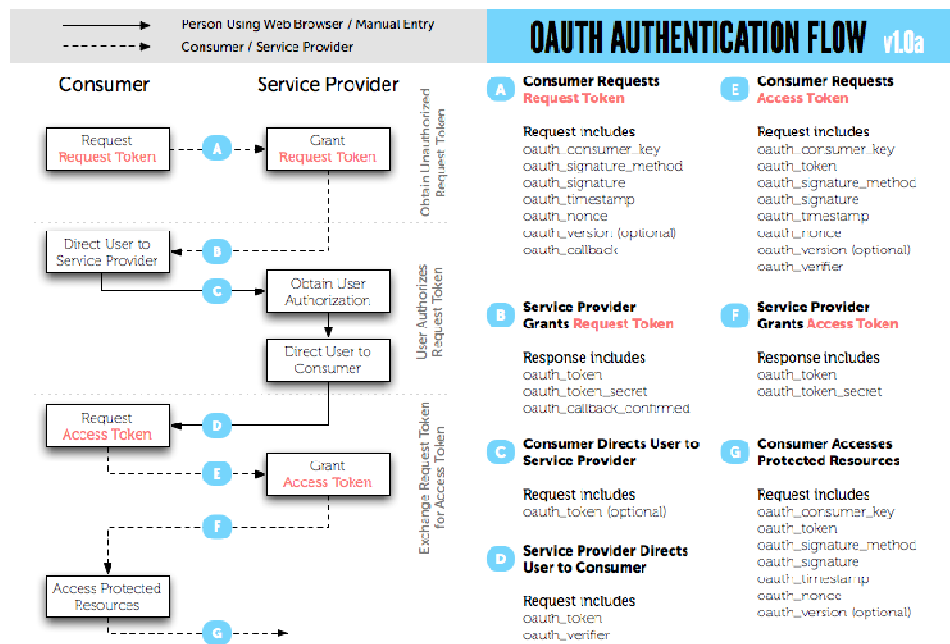 Person Using Web Browser / Manual Entry
Consumer / Service Provider
OAUTH AUTHENTICATION FLOW v1.0a
Consumer
Service Provider
Request
Request Token
A
Grant
Request Token
Obtain Unauthorized
Request Token
Direct User to
Service Provider
B
C
Obtain User
Authorization
User Authorizes
Request Token
Direct User to
Consumer
Request
Access Token
D
E
Grant
Access Token
Exchange Request Token
for Access Token
F
Access Protected
Resources
G
A
Consumer Requests
Request Token
Request includes
oauth_consumer_key
oauth_signature_method
oauth_signature
oauth_timestamp
oauth_nonce
oauth_version (optional)
oauth_callback
B
Service Provider
Grants Request Token
Response includes
oauth_token
oauth_token_secret
oauth_callback_confirmed
C
Consumer Directs User to
Service Provider
Request includes
oauth_token (optional)
D
Service Provider Directs
User to Consumer
Request includes
oauth_token
oauth_verifier
E
Consumer Requests
Access Token
Request includes
oauth_consumer_key
oauth_token
oauth_signature_method
oauth_signature
oauth_timestamp
oauth_nonce
oauth_version (optional)
oauth_verifier
F
Service Provider
Grants Access Token
Response includes
oauth_token
oauth_token_secret
G
Consumer Accesses
Protected Resources
Request includes
oauth_consumer_key
oauth_token
oauth_signature_method
oauth_signature
oauth_timestamp
oauth_nonce
oauth_version (optional)